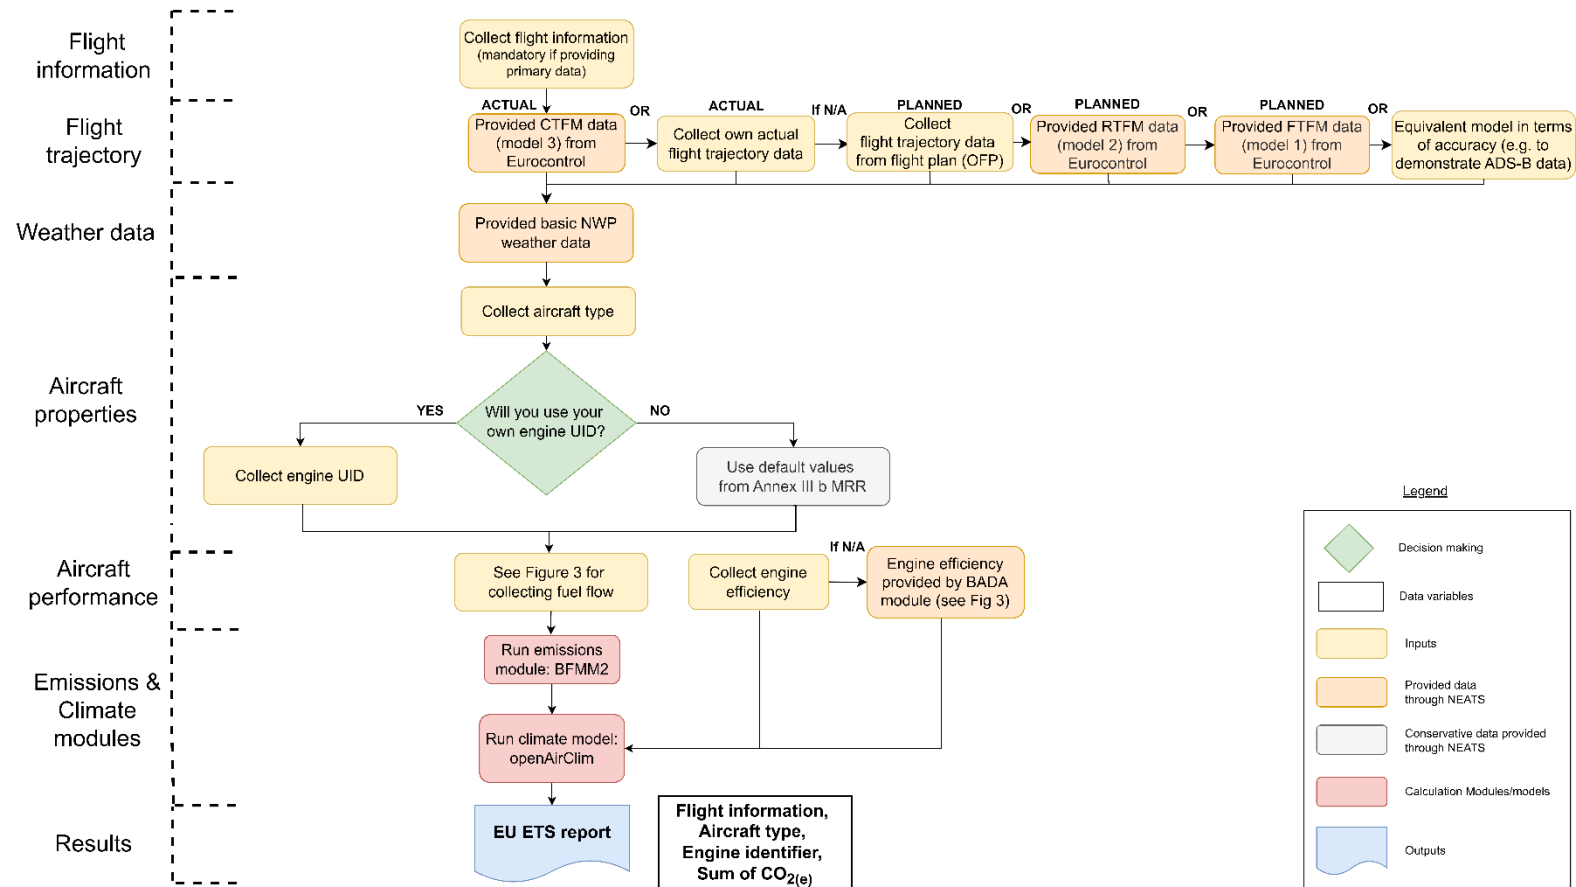 Flight
information
Collect flight information
(mandatory if providing
primary data)
Flight
trajectory
ACTUAL
OR
ACTUAL
If N/A
PLANNED
OR
PLANNED
OR
PLANNED
OR
Provided CTFM data
(model 3) from
Eurocontrol
Collect own actual
flight trajectory data
Collect
flight trajectory data
from flight plan (OFP)
Provided RTFM data
(model 2) from
Eurocontrol
Provided FTFM data
(model 1) from
Eurocontrol
Equivalent model in terms
of accuracy (e.g. to
demonstrate ADS-B data)
Weather data
Provided basic NWP
weather data
Aircraft
properties
Collect aircraft type
Will you use your
own engine UID?
YES
NO
Collect engine UID
Use default values
from Annex III b MRR
Aircraft
performance
See Figure 3 for
collecting fuel flow
Collect engine
efficiency
If N/A
Engine efficiency
provided by BADA
module (see Fig 3)
Emissions &
Climate
modules
Run emissions
module: BFMM2
Run climate model:
openAirClim
Results
EU ETS report
Flight information,
Aircraft type,
Engine identifier,
Sum of CO2(e)
Legend
Decision making
Data variables
Inputs
Provided data
through NEATS
Conservative data provided
through NEATS
Calculation Modules/models
Outputs